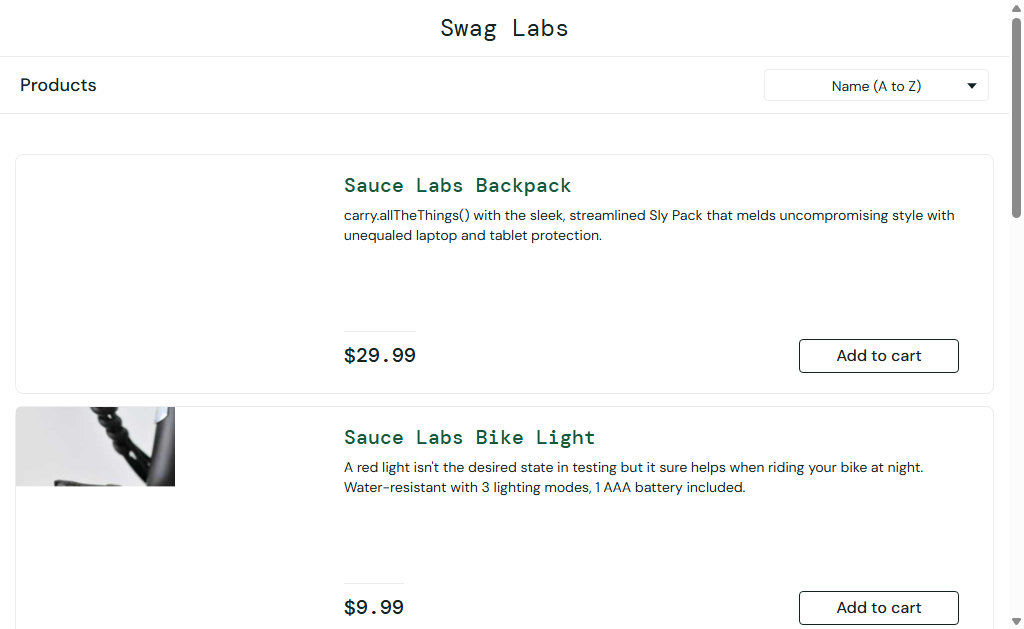 Swag Labs
Products
Name (A to Z)
Sauce Labs Backpack
carry.allTheThings() with the sleek, streamlined Sly Pack that melds uncompromising style with
unequaled laptop and tablet protection.
$29.99
Add to cart
Sauce Labs Bike Light
A red light isn't the desired state in testing but it sure helps when riding your bike at night.
Water-resistant with 3 lighting modes, 1 AAA battery included.
$9.99
Add to cart